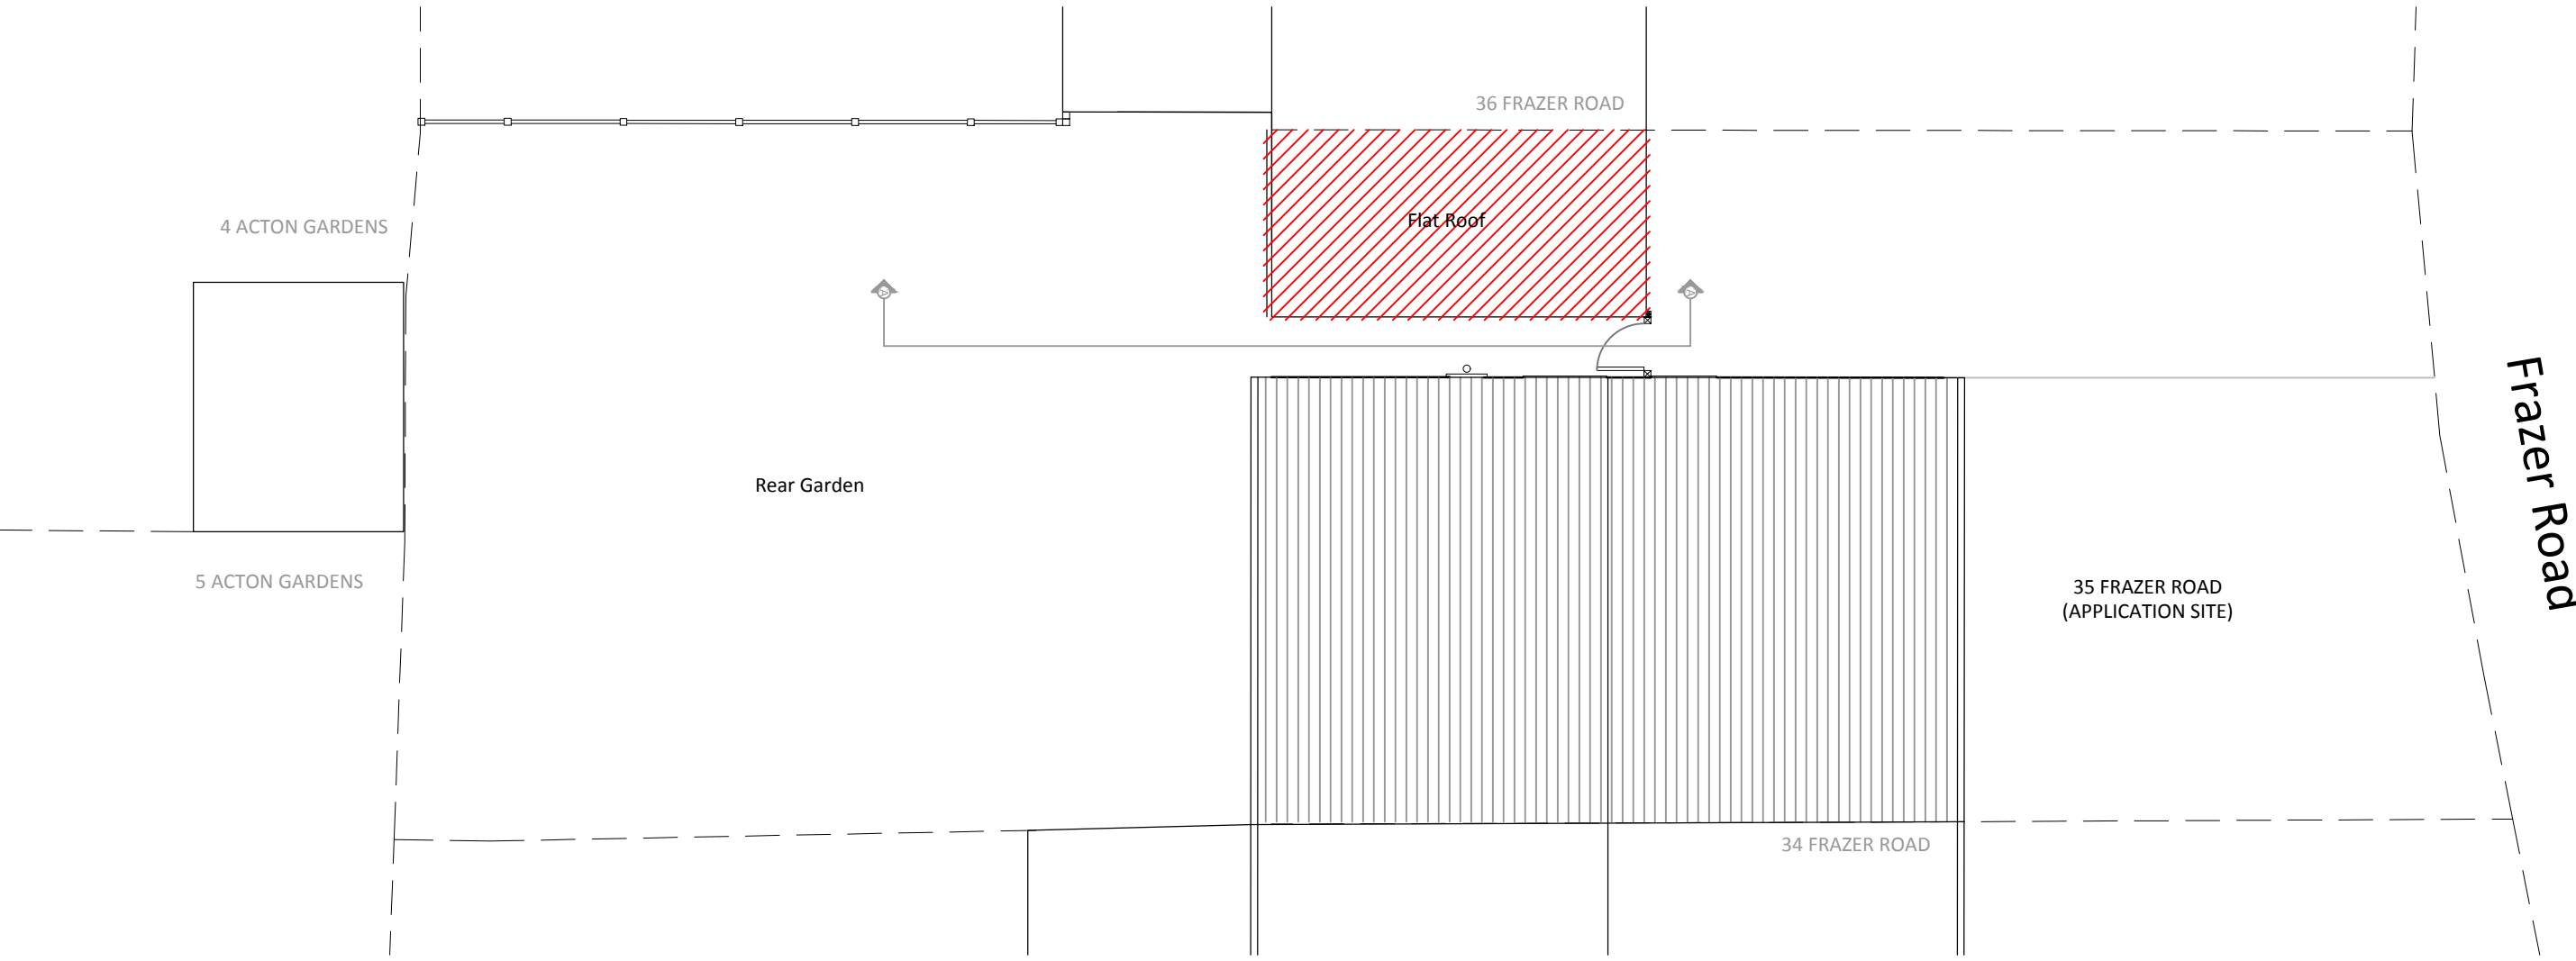 36 FRAZER ROAD
4 ACTON GARDENS
Flat Roof
A
A
Frazer Road
Rear Garden
5 ACTON GARDENS
35 FRAZER ROAD
(APPLICATION SITE)
34 FRAZER ROAD